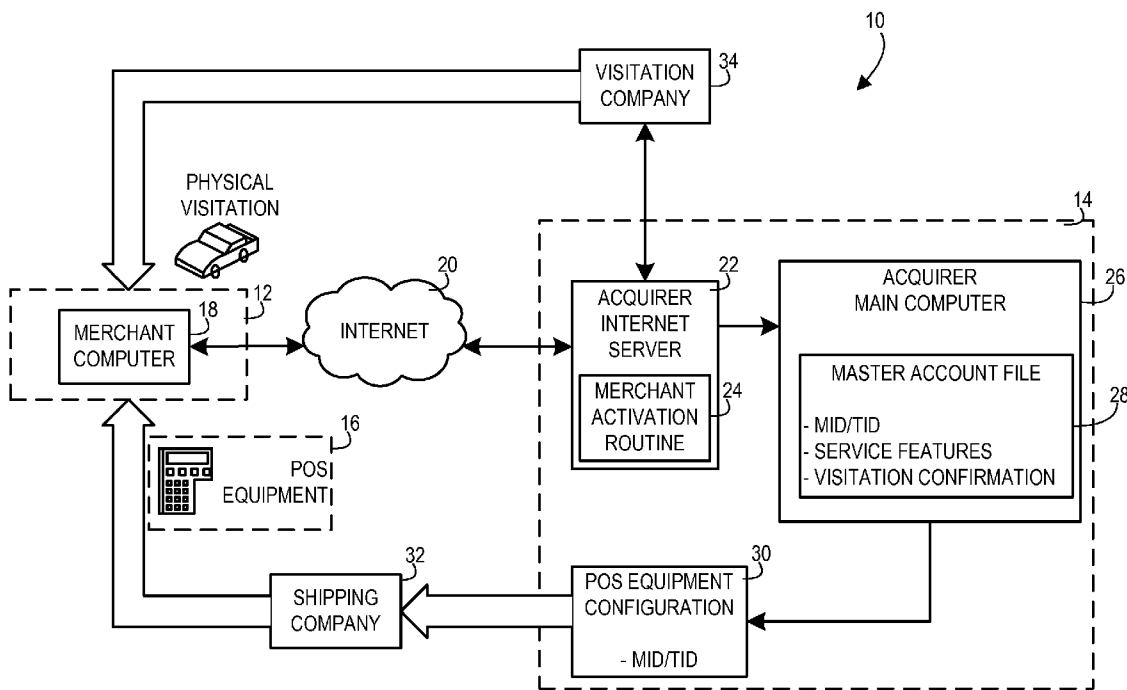 10
VISITATION
COMPANY
34
PHYSICAL
VISITATION
14
12
18
MERCHANT
COMPUTER
20
INTERNET
22
ACQUIRER
INTERNET
SERVER
MERCHANT
ACTIVATION
ROUTINE
24
ACQUIRER
MAIN COMPUTER
26
MASTER ACCOUNT FILE
28
- MID/TID
- SERVICE FEATURES
- VISITATION CONFIRMATION
16
POS
EQUIPMENT
32
SHIPPING
COMPANY
30
POS EQUIPMENT
CONFIGURATION
- MID/TID